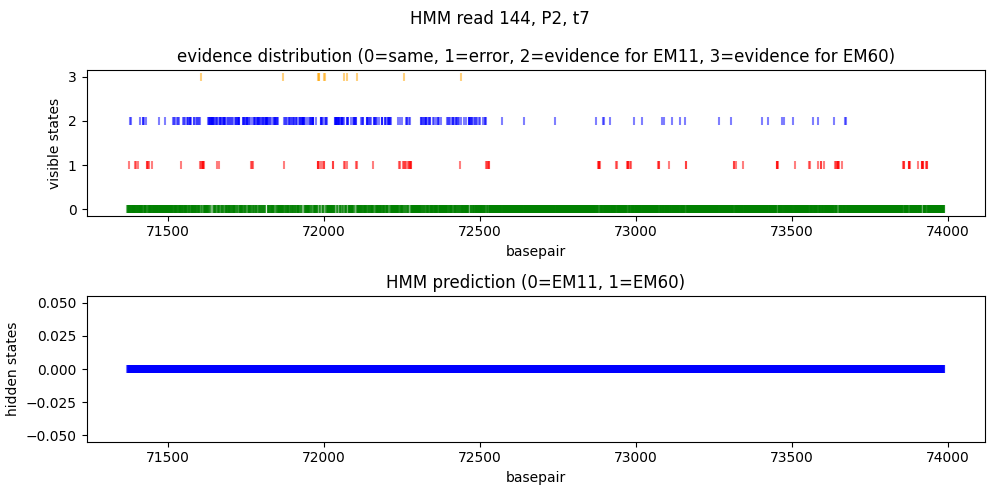 HMM read 144, P2, t7
evidence distribution (0=same, 1=error, 2=evidence for EM11, 3=evidence for EM60)
visible states
3
2
1
0
71500 72000 72500 73000 73500 74000
basepair
HMM prediction (0=EM11, 1=EM60)
hidden states
0.050
0.025
0.000
−0.025
−0.050
71500 72000 72500 73000 73500 74000
basepair